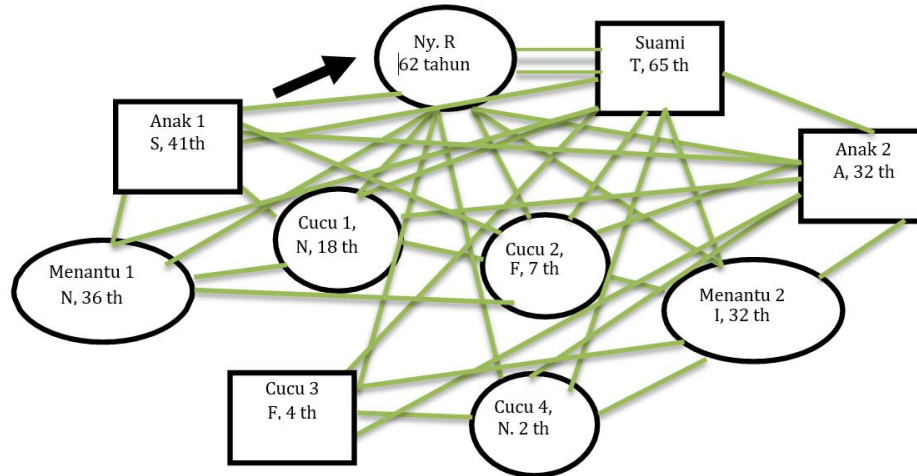 Ny. R
62 tahun
Suami
T, 65 th
Anak 1
S, 41th
Anak 2
A, 32 th
Cucu 1,
N, 18 th
Cucu 2,
F, 7 th
Menantu 1
N, 36 th
Menantu 2
I, 32 th
Cucu 3
F, 4 th
Cucu 4,
N. 2 th